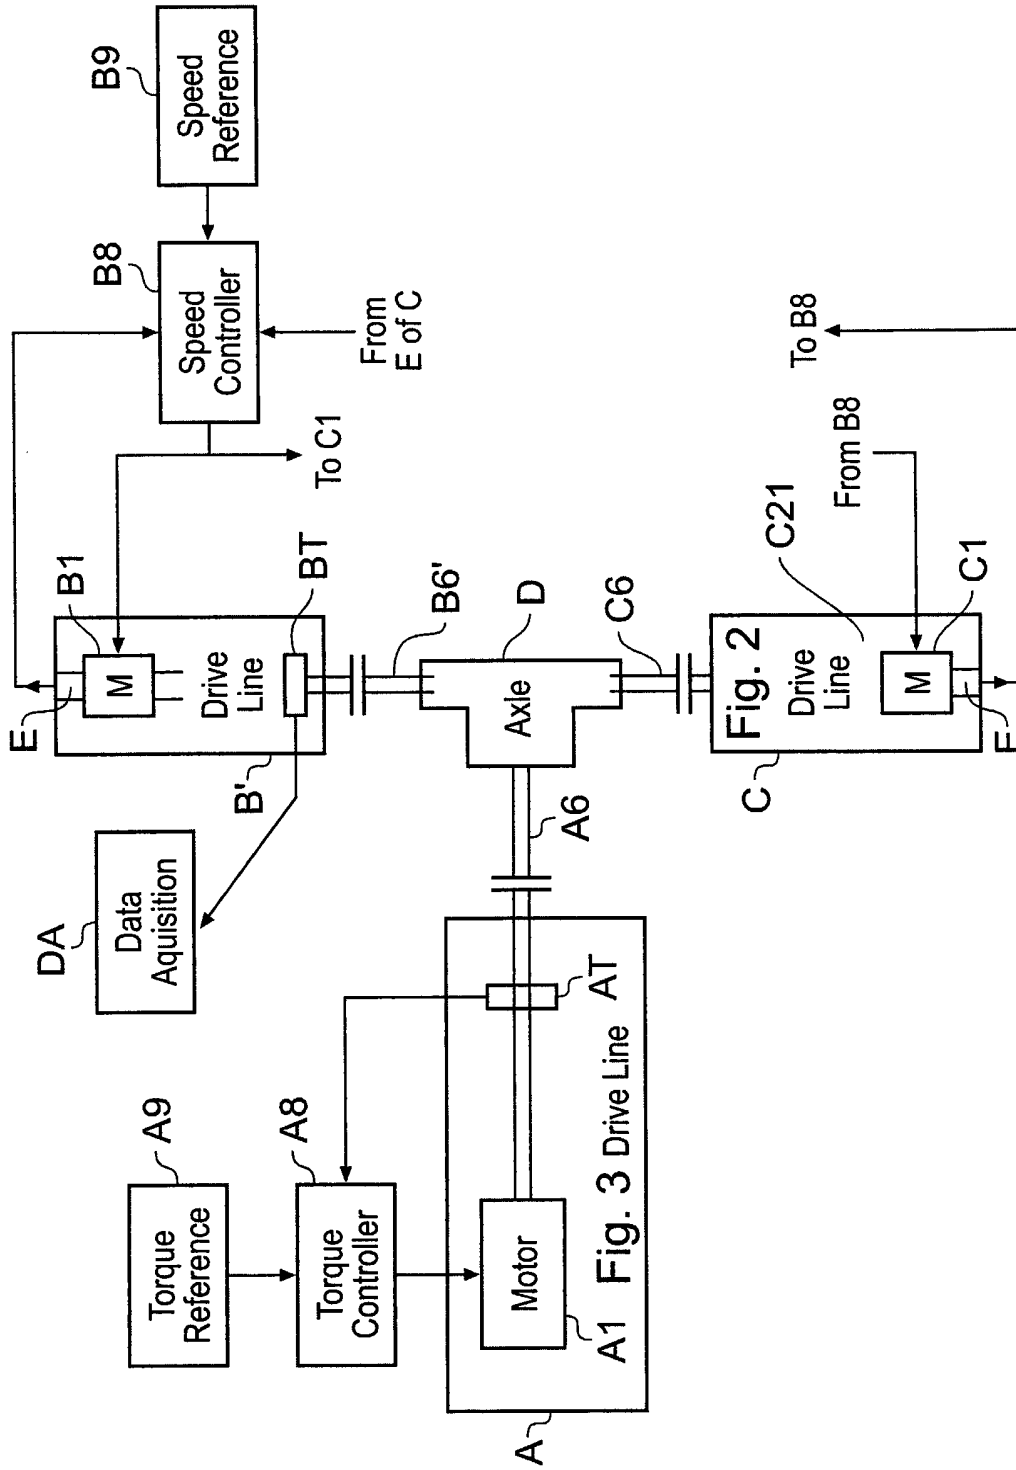 E
DA
A9
A8
B'
B1
B9
B8
Data
Aquisition
M
Drive
Line
BT
Speed
Reference
Speed
Controller
Torque
Reference
Torque
Controller
To C1
From
E of C
B6'
Axle
D
A6
Motor
A1
AT
Fig. 3 Drive Line
A
C6
Fig. 2
Drive
Line
C21
C
M
C1
From B8
To B8
E